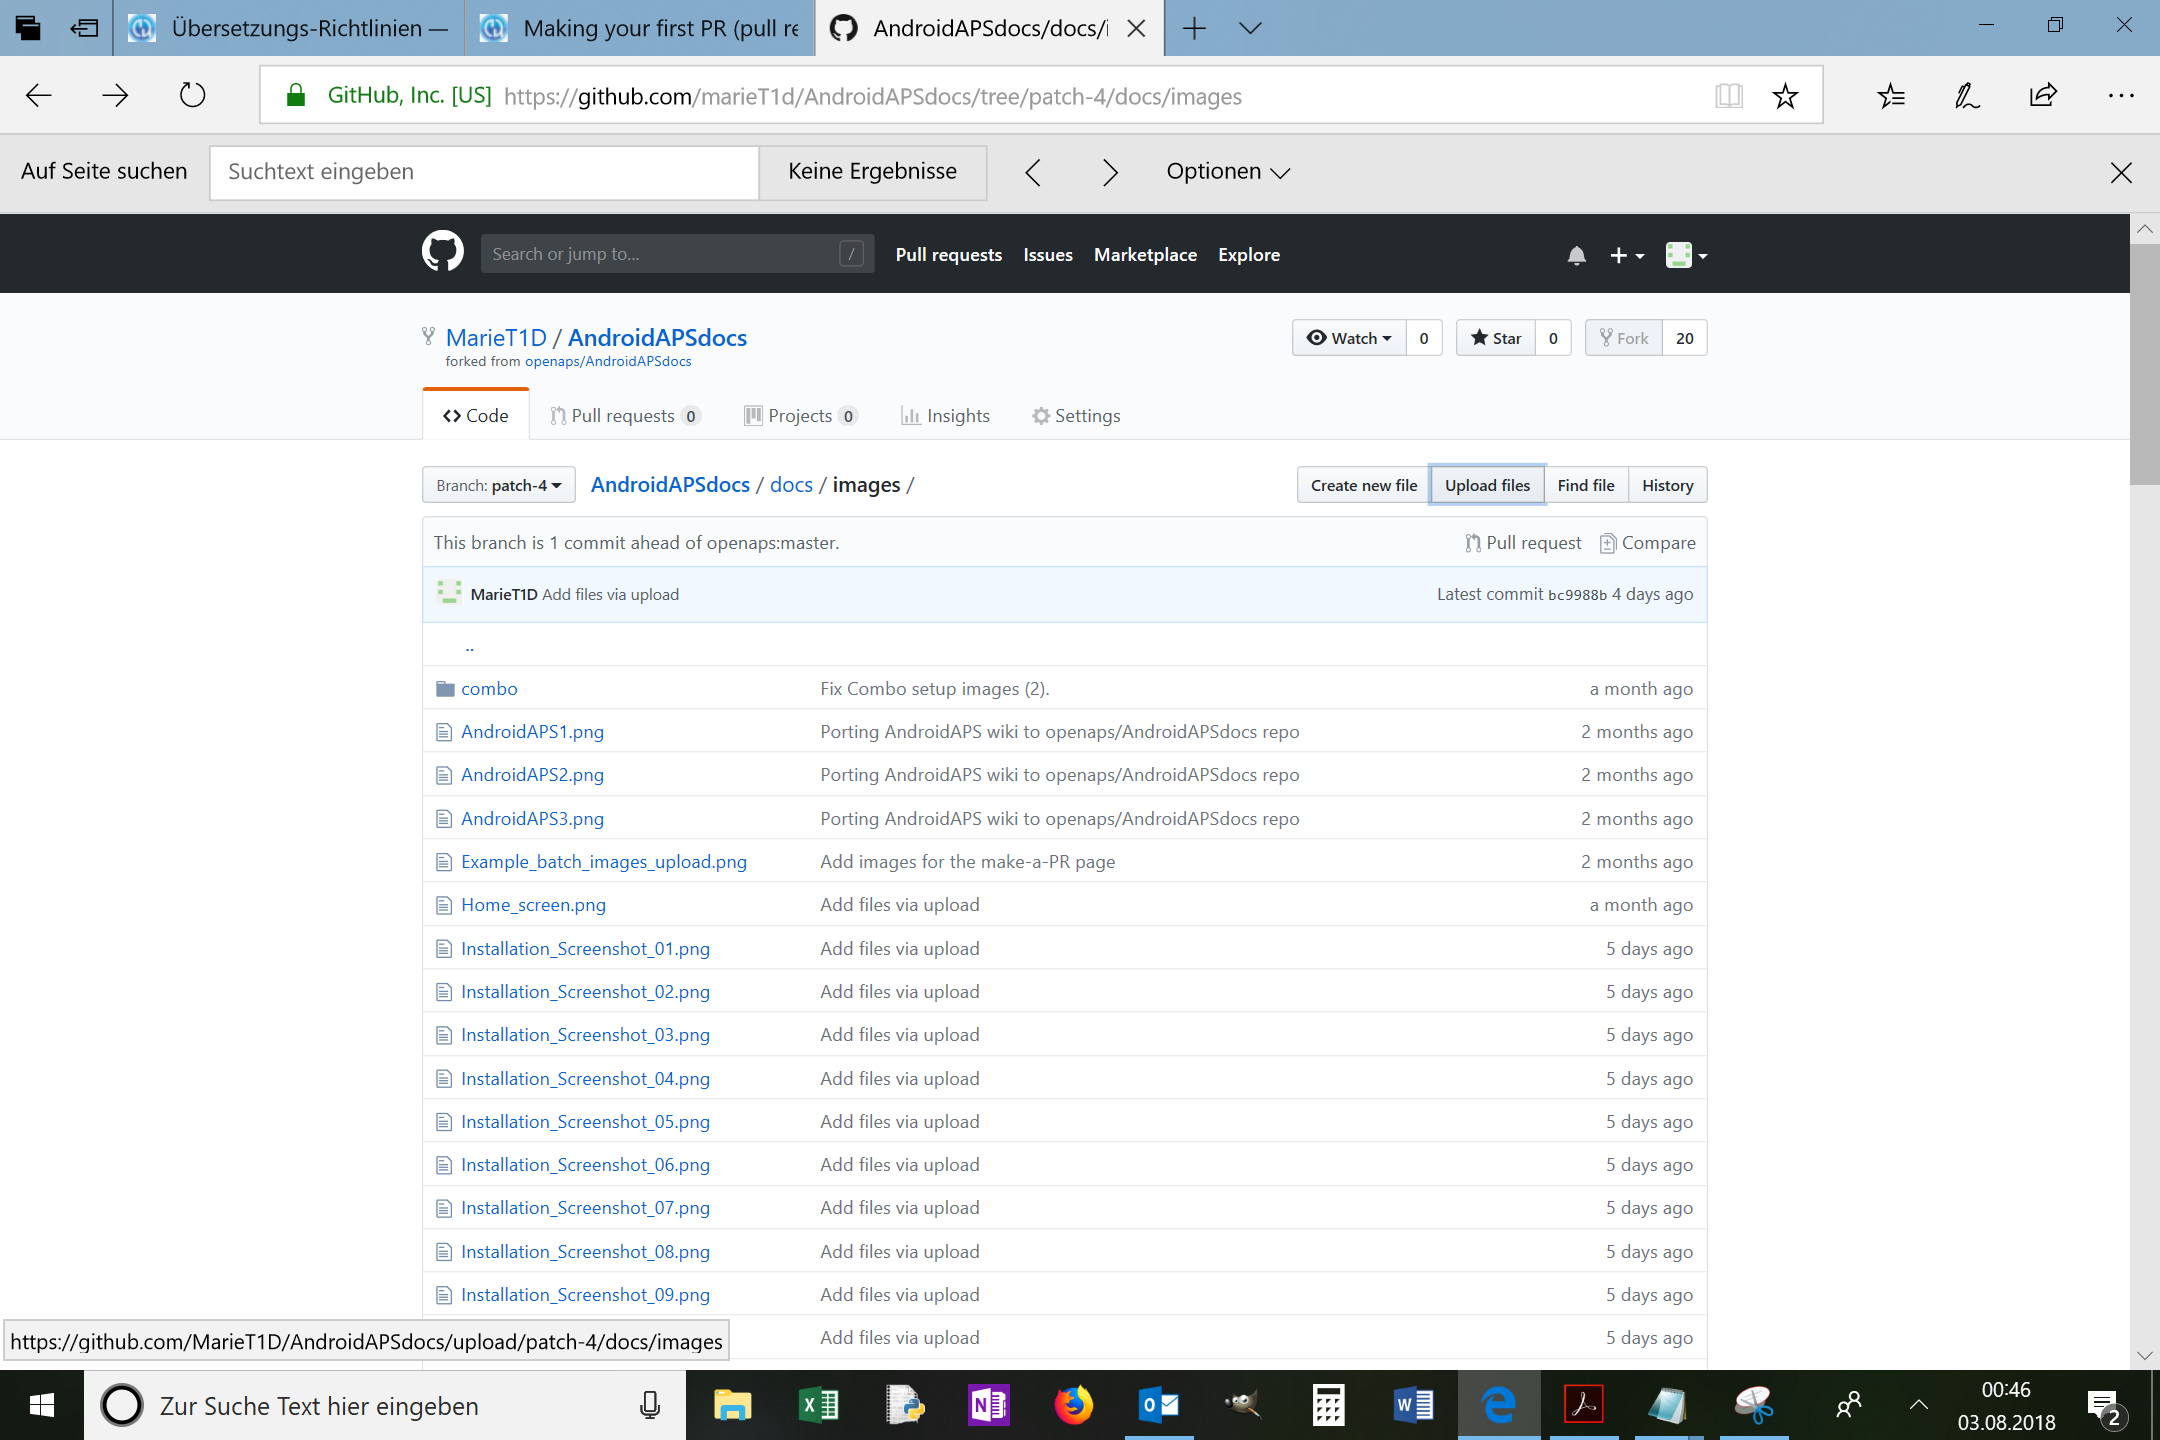 Übersetzungs-Richtlinien —
Making your first PR (pull re
AndroidAPSdocs/docs/i
GitHub, Inc. [US] https://github.com/marieT1d/AndroidAPSdocs/tree/patch-4/docs/images
Auf Seite suchen Suchtext eingeben Keine Ergebnisse Optionen
Search or jump to... / Pull requests Issues Marketplace Explore
MarieT1D / AndroidAPSdocs Watch 0 Star 0 Fork 20
forked from openaps/AndroidAPSdocs
Code Pull requests 0 Projects 0 Insights Settings
Branch: patch-4 AndroidAPSdocs / docs / images / Create new file Upload files Find file History
This branch is 1 commit ahead of openaps:master. Pull request Compare
MarieT1D Add files via upload Latest commit bc9988b 4 days ago
..
combo Fix Combo setup images (2). a month ago
AndroidAPS1.png Porting AndroidAPS wiki to openaps/AndroidAPSdocs repo 2 months ago
AndroidAPS2.png Porting AndroidAPS wiki to openaps/AndroidAPSdocs repo 2 months ago
AndroidAPS3.png Porting AndroidAPS wiki to openaps/AndroidAPSdocs repo 2 months ago
Example_batch_images_upload.png Add images for the make-a-PR page 2 months ago
Home_screen.png Add files via upload a month ago
Installation_Screenshot_01.png Add files via upload 5 days ago
Installation_Screenshot_02.png Add files via upload 5 days ago
Installation_Screenshot_03.png Add files via upload 5 days ago
Installation_Screenshot_04.png Add files via upload 5 days ago
Installation_Screenshot_05.png Add files via upload 5 days ago
Installation_Screenshot_06.png Add files via upload 5 days ago
Installation_Screenshot_07.png Add files via upload 5 days ago
Installation_Screenshot_08.png Add files via upload 5 days ago
Installation_Screenshot_09.png Add files via upload 5 days ago
Add files via upload 5 days ago
https://github.com/MarieT1D/AndroidAPSdocs/upload/patch-4/docs/images
Zur Suche Text hier eingeben
00:46
03.08.2018
2